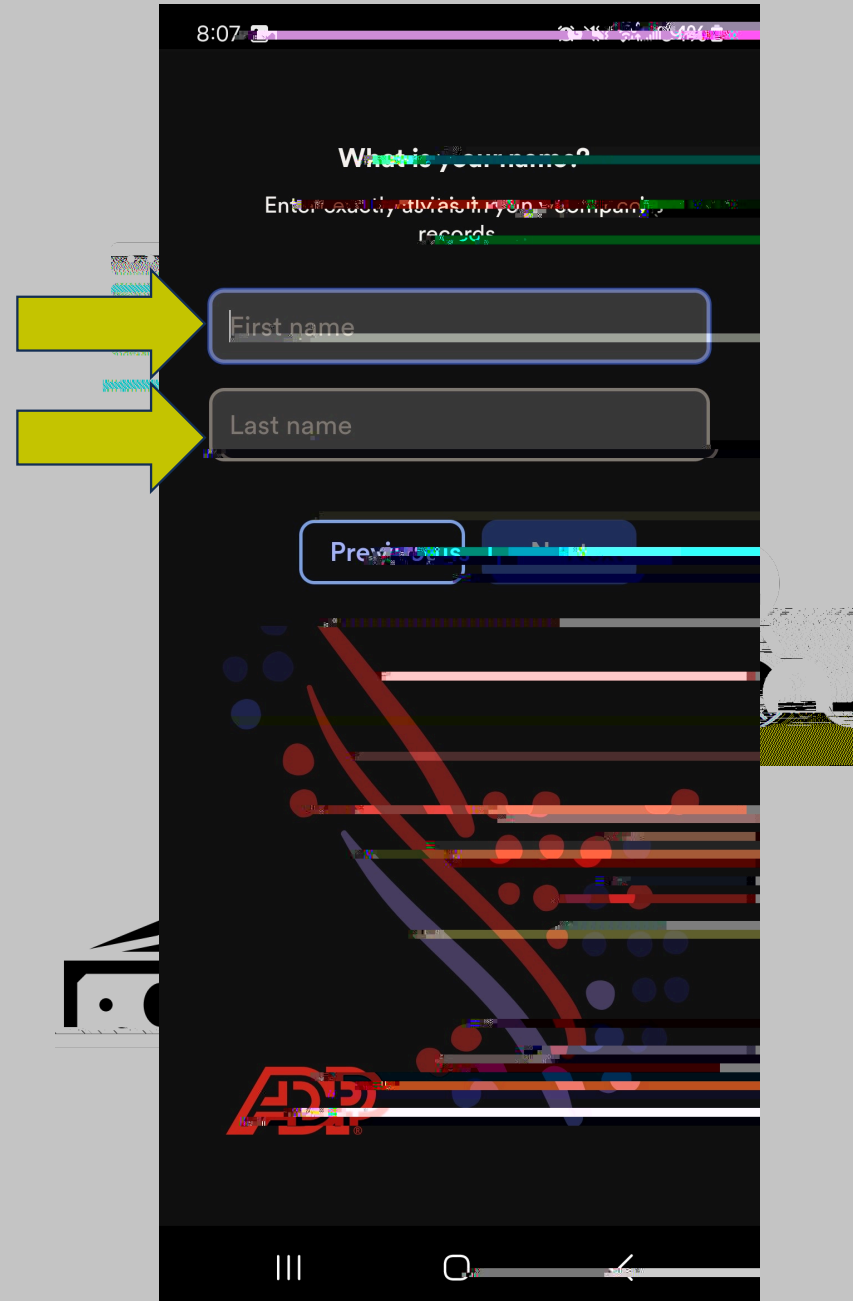 8:07
What is your name?
Enter exactly as it is in your company's
records
First name
Last name
Previous Next
ADP